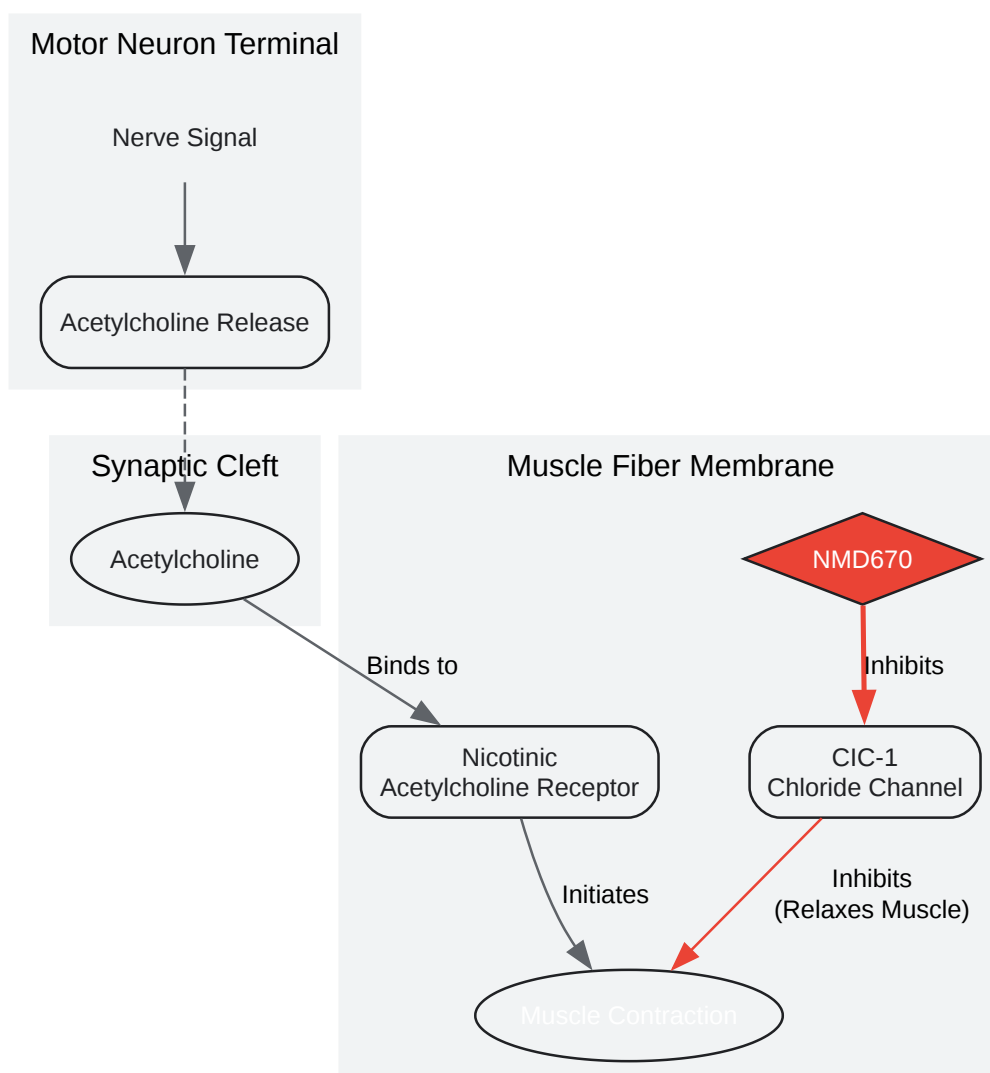 Motor Neuron Terminal
Nerve Signal
Acetylcholine Release
Synaptic Cleft
Muscle Fiber Membrane
Acetylcholine
NMD670
Binds to
Inhibits
Nicotinic
Acetylcholine Receptor
ClC-1
Chloride Channel
Initiates
Inhibits
(Relaxes Muscle)
Muscle Contraction